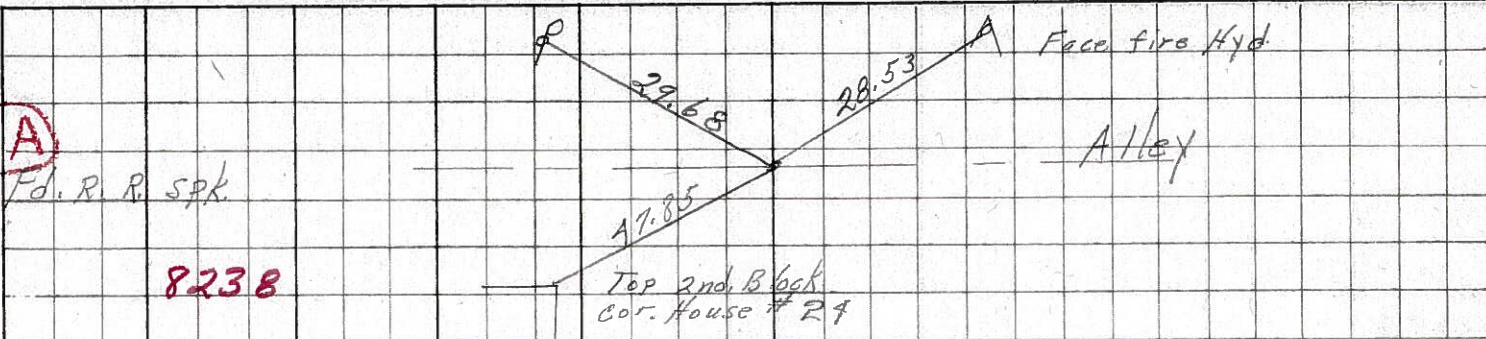 Face fire Hyd.
29.68
28.53
A
Alley
Fd. R. R. Spk.
47.85
8238
Top 2nd. Block
Cor. House # 24